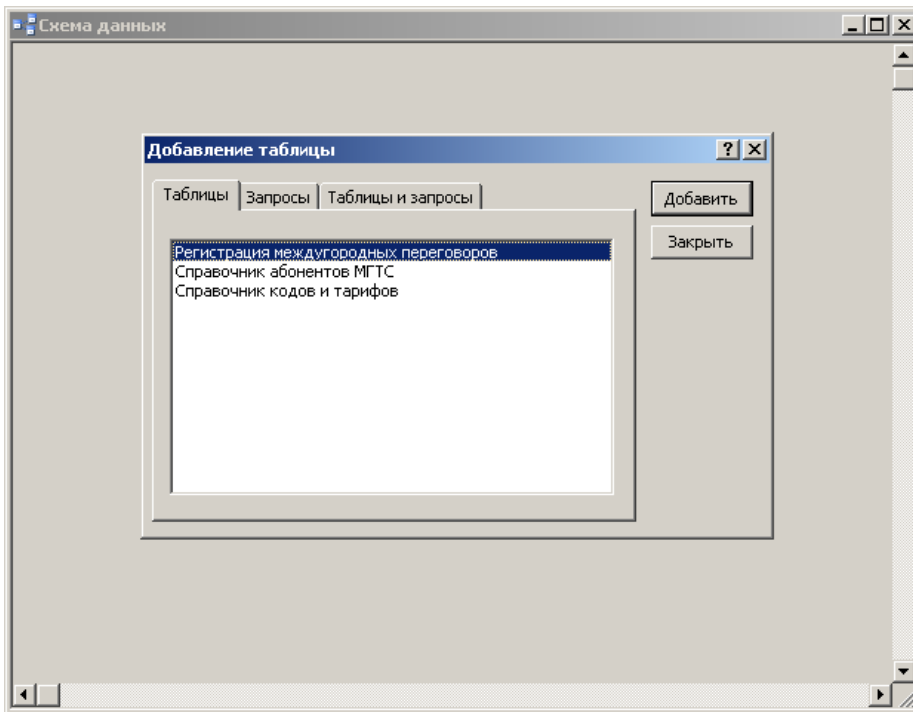 Схема данных
Добавление таблицы
Таблицы Запросы Таблицы и запросы
Добавить
Закрыть
Регистрация междугородных переговоров
Справочник абонентов МГТС
Справочник кодов и тарифов